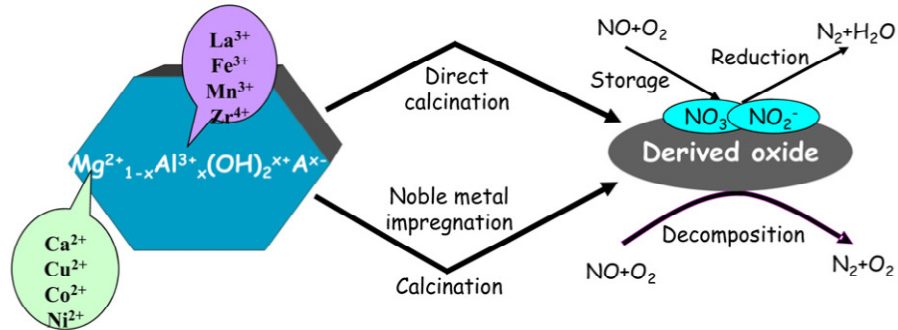 La³⁺
Fe³⁺
Mn³⁺
Zr⁴⁺
Mg²⁺₁₋ₓAl³⁺ₓ(OH)₂ˣ⁺Aˣ⁻
Ca²⁺
Cu²⁺
Co²⁺
Ni²⁺
Direct
calcination
Noble metal
impregnation
Calcination
NO+O₂
Storage
Reduction
N₂+H₂O
NO₃
NO₂⁻
Derived oxide
Decomposition
NO+O₂
N₂+O₂